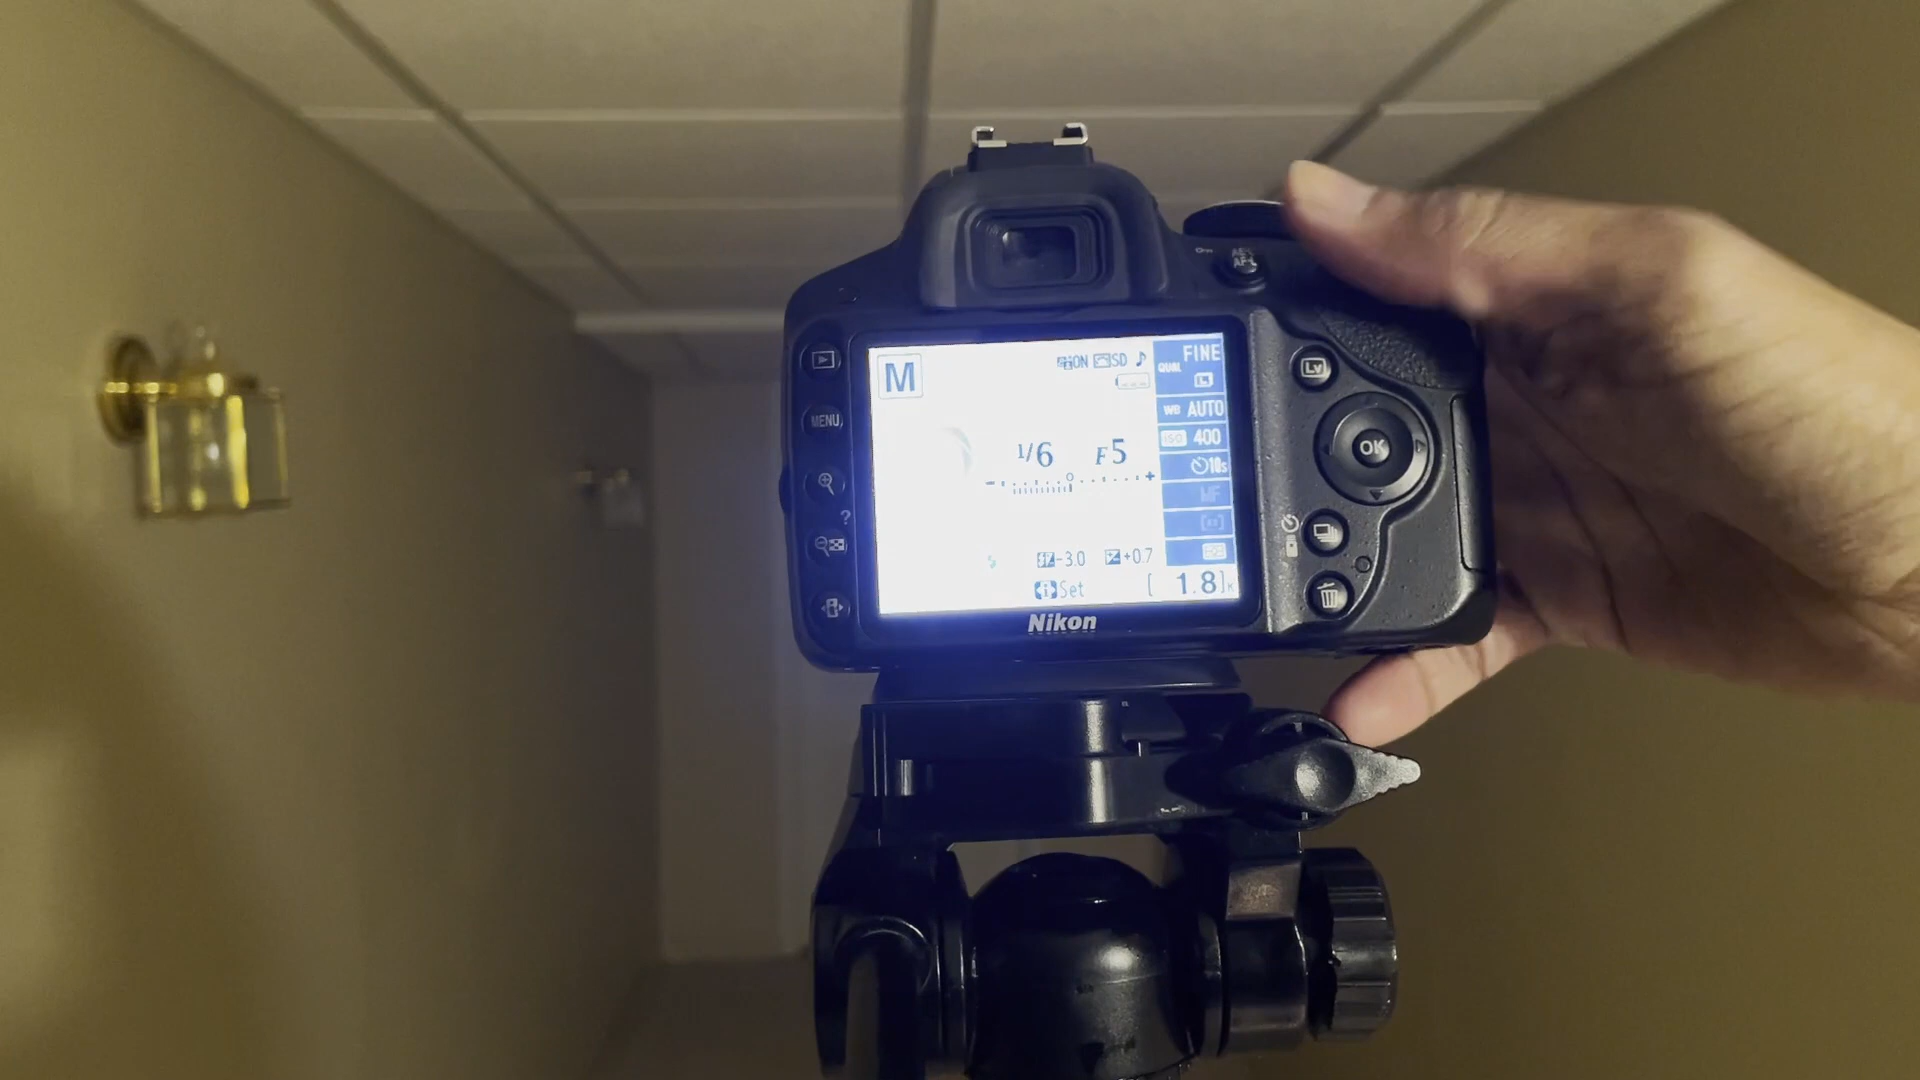 AE-L
AF-L
M
ON SD
FINE
QUAL L
WB AUTO
ISO 400
10s
MF
1/6 F5
- 0 +
-3.0 +0.7
i Set
[ 1.8]K
MENU
?
Lv
OK
Nikon